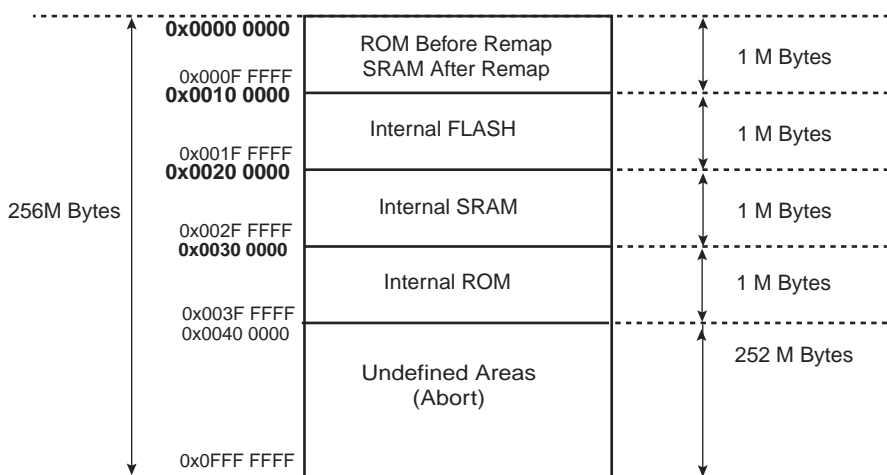 0x0000 0000
ROM Before Remap
SRAM After Remap
1 M Bytes
0x000F FFFF
0x0010 0000
Internal FLASH
1 M Bytes
0x001F FFFF
0x0020 0000
256M Bytes
Internal SRAM
1 M Bytes
0x002F FFFF
0x0030 0000
Internal ROM
1 M Bytes
0x003F FFFF
0x0040 0000
252 M Bytes
Undefined Areas
(Abort)
0x0FFF FFFF